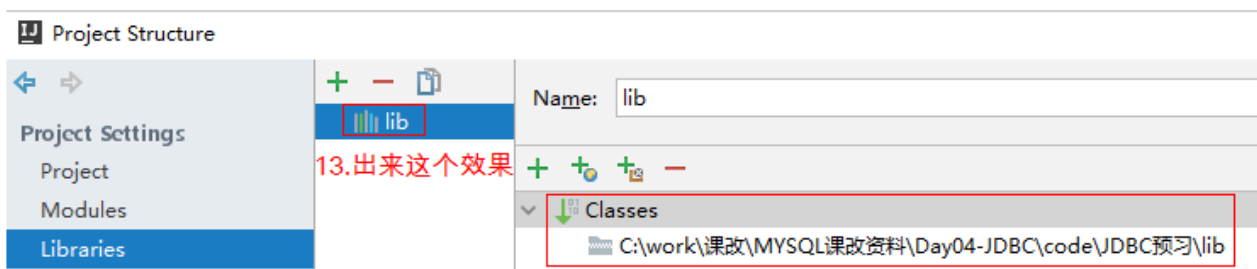 Project Structure
Name: lib
lib
Project Settings
13.出来这个效果
Project
Modules
Classes
Libraries
C:\work\课改\MYSQL课改资料\Day04-JDBC\code\JDBC预习\lib